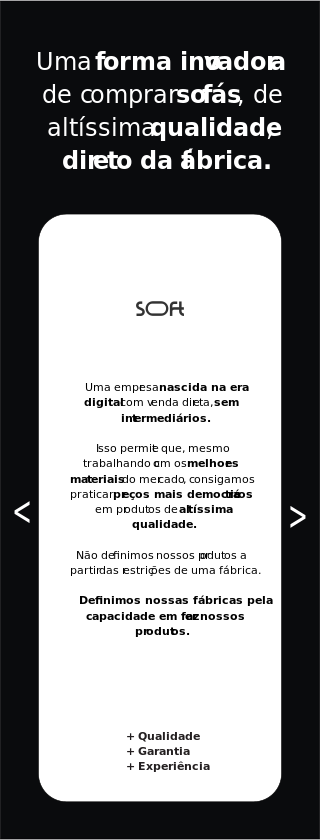 Uma forma inovadora
de comprar sofás, de
altíssima qualidade,
direto da fábrica.
SOFt
Uma empresa nascida na era
digital com venda direta, sem
intermediários.
Isso permite que, mesmo
trabalhando com os melhores
materiais do mercado, consigamos
praticar preços mais democráticos
em produtos de altíssima
qualidade.
Não definimos nossos produtos a
partir das restrições de uma fábrica.
Definimos nossas fábricas pela
capacidade em fazer nossos
produtos.
< >
+ Qualidade
+ Garantia
+ Experiência